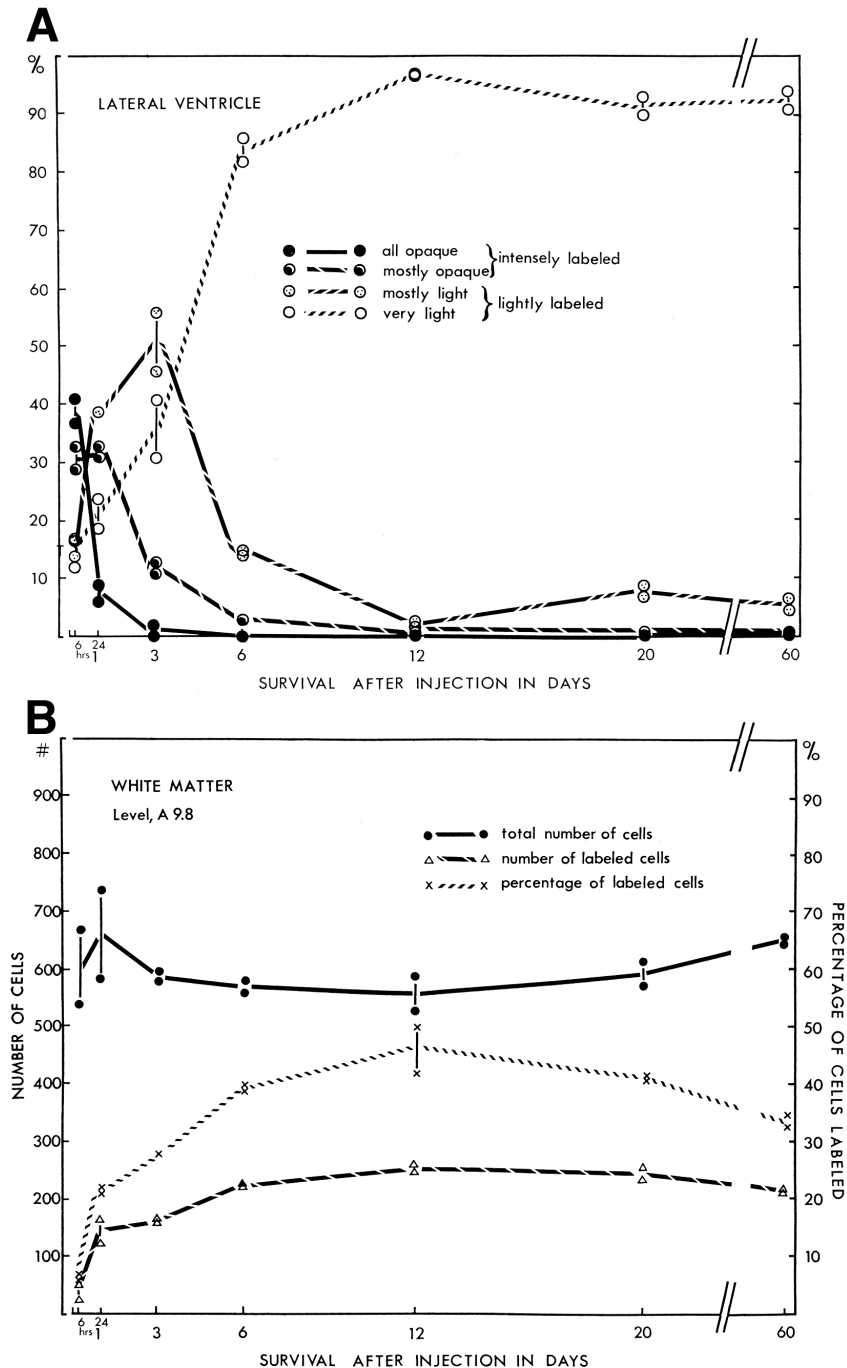 A
%
LATERAL VENTRICLE
90
80
70
60
50
40
30
20
10
all opaque
mostly opaque
intensely labeled
mostly light
very light
lightly labeled
6 hrs 24 1 3 6 12 20 60
SURVIVAL AFTER INJECTION IN DAYS
B
#
%
WHITE MATTER
Level, A 9.8
900
800
700
600
500
400
300
200
100
total number of cells
number of labeled cells
percentage of labeled cells
90
80
70
60
50
40
30
20
10
NUMBER OF CELLS
PERCENTAGE OF CELLS LABELED
6 hrs 24 1 3 6 12 20 60
SURVIVAL AFTER INJECTION IN DAYS